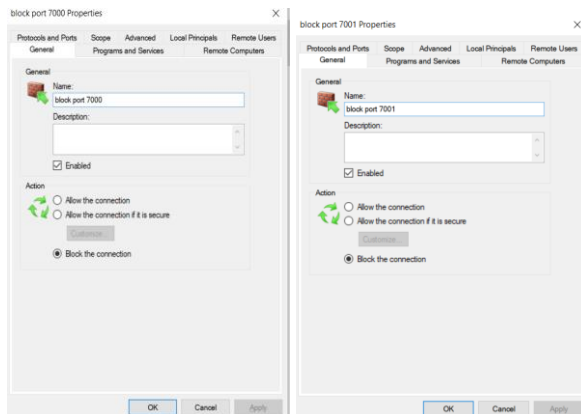 block port 7000 Properties
Protocols and Ports Scope Advanced Local Principals Remote Users
General Programs and Services Remote Computers
General
Name:
block port 7000
Description:
Enabled
Action
Allow the connection
Allow the connection if it is secure
Customize...
Block the connection
OK Cancel Apply
block port 7001 Properties
Protocols and Ports Scope Advanced Local Principals Remote Users
General Programs and Services Remote Computers
General
Name:
block port 7001
Description:
Enabled
Action
Allow the connection
Allow the connection if it is secure
Customize...
Block the connection
OK Cancel Apply